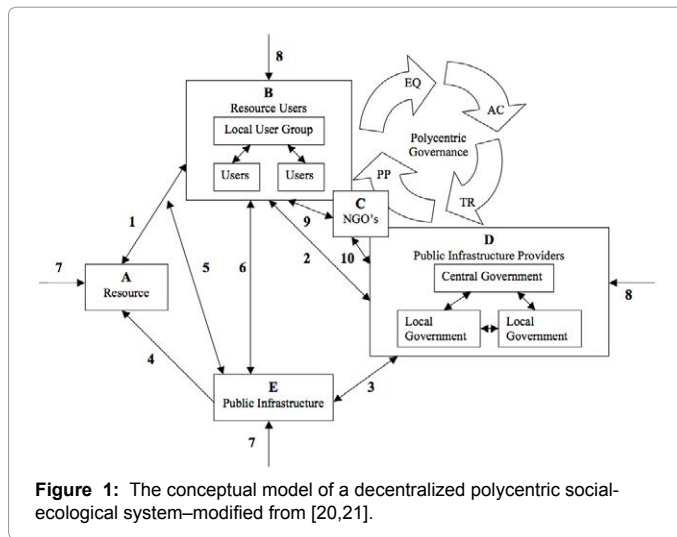 8
B
Resource Users
Local User Group
Users
Users
EQ
AC
Polycentric
Governance
PP
TR
C
NGO's
D
Public Infrastructure Providers
Central Government
Local
Government
Local
Government
8
1
9
2
10
7
A
Resource
5
6
4
3
E
Public Infrastructure
7
Figure 1: The conceptual model of a decentralized polycentric social-
ecological system–modified from [20,21].